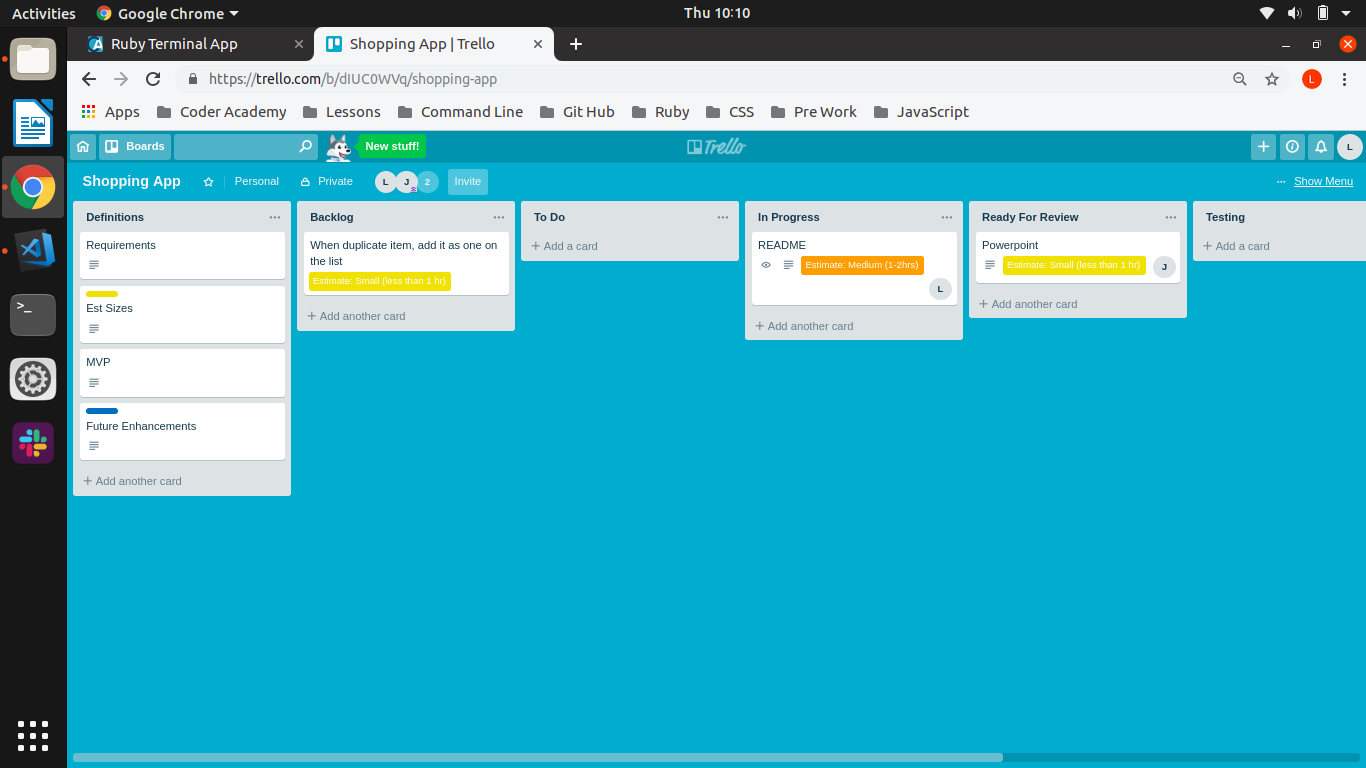 Activities
Google Chrome
Thu 10:10
Ruby Terminal App
Shopping App | Trello
https://trello.com/b/dIUC0WVq/shopping-app
L
Apps
Coder Academy
Lessons
Command Line
Git Hub
Ruby
CSS
Pre Work
JavaScript
Boards
New stuff!
Trello
L
Shopping App
Personal
Private
L
J
2
Invite
... Show Menu
Definitions
Requirements
Est Sizes
MVP
Future Enhancements
+ Add another card
Backlog
When duplicate item, add it as one on
the list
Estimate: Small (less than 1 hr)
+ Add another card
To Do
+ Add a card
In Progress
README
Estimate: Medium (1-2hrs)
L
+ Add another card
Ready For Review
Powerpoint
Estimate: Small (less than 1 hr)
J
+ Add another card
Testing
+ Add a card